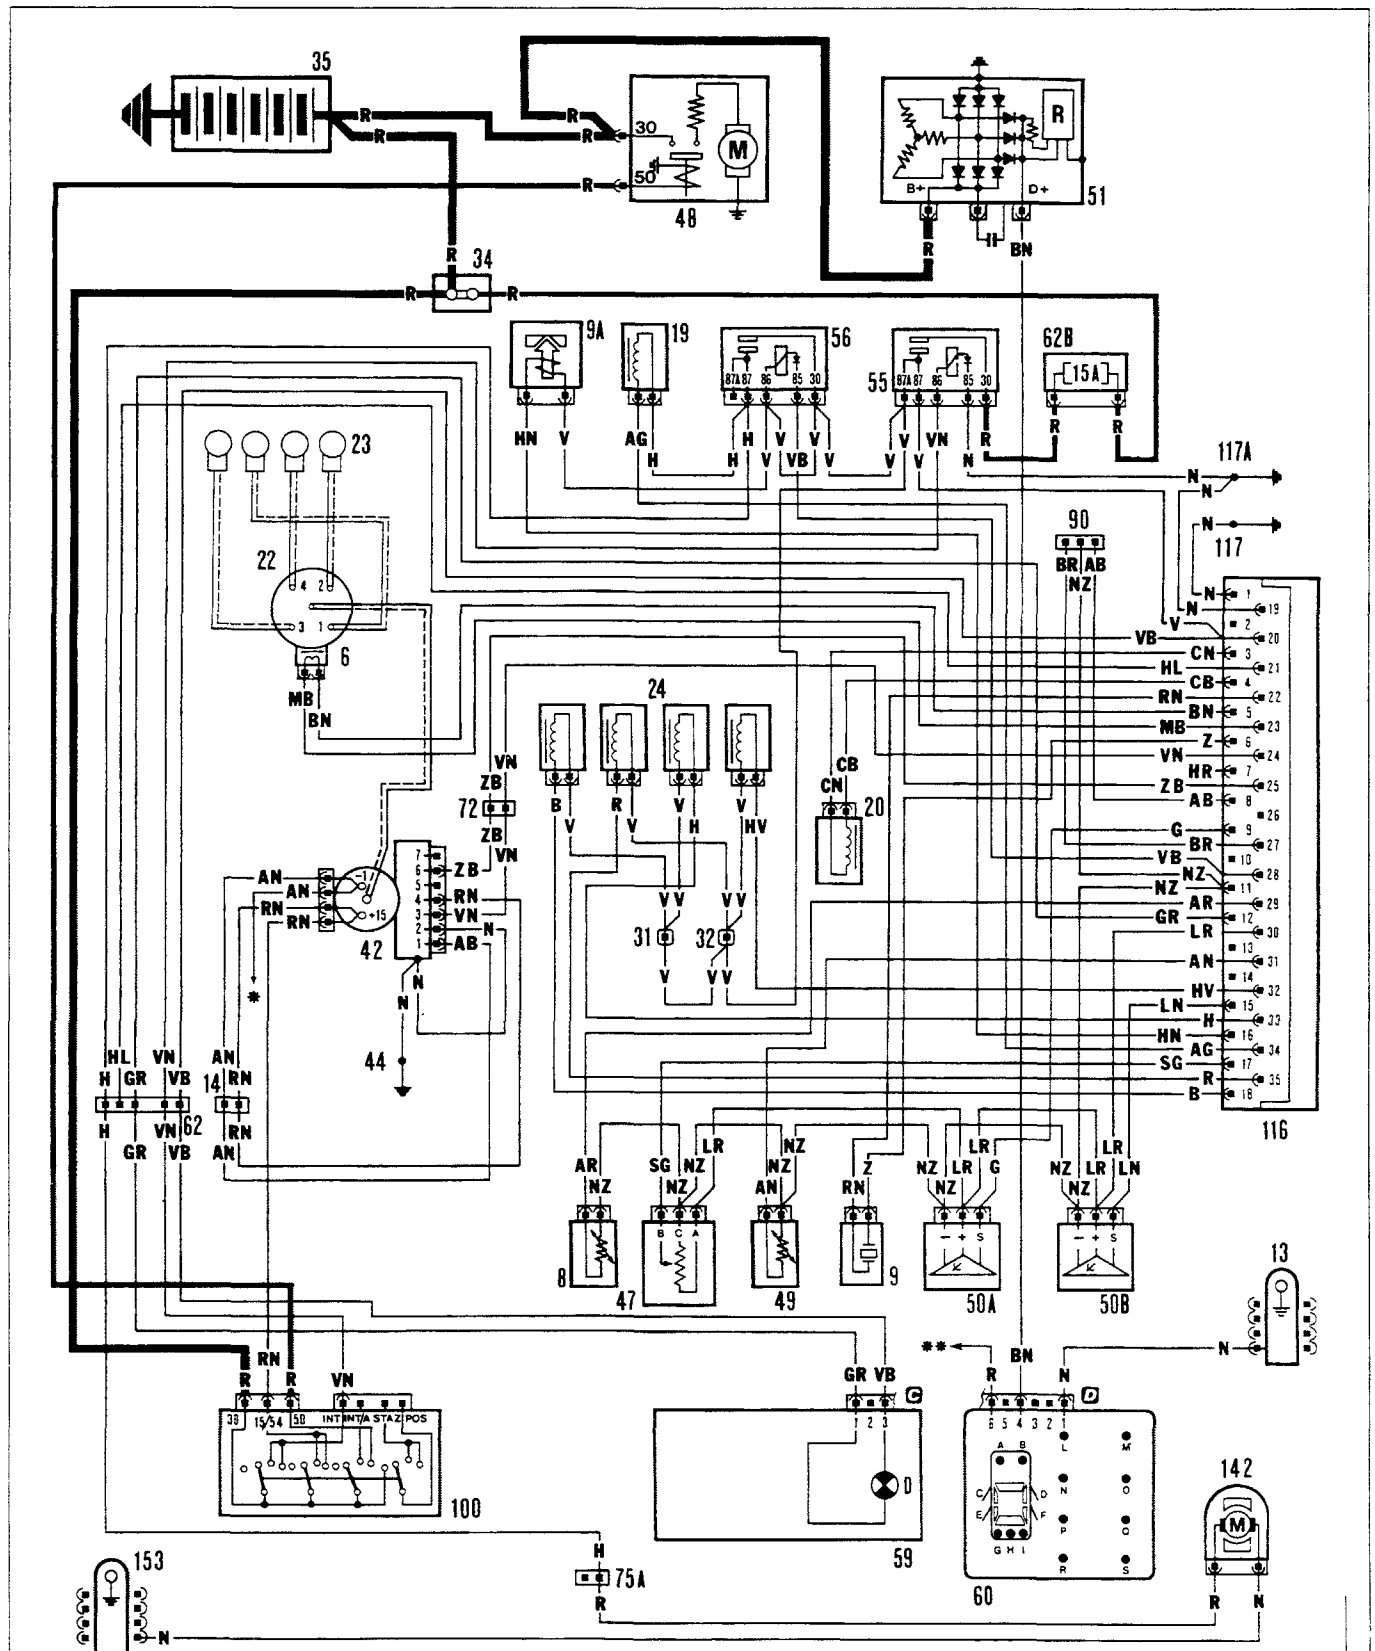 35
R
R
R
R
30
50
R
M
48
R
B+
D+
51
R
BN
R
34
R
R
9A
19
56
87A 87 86 85 30
55
87A 87 86 85 30
62B
15A
HN V
AG H
H H V V VB V V
V V V VN N R
R R
117A
N
N
N
117
23
22
4 2
3 1
6
MB
BN
90
BR AB
NZ
N 1
N 19
V 2
VB 20
CN 3
HL 21
CB 4
RN 22
BN 5
MB 23
Z 6
VN 24
HR 7
ZB 25
AB 8
26
G 9
BR 27
VB 10
NZ 28
NZ 11
AR 29
GR 12
LR 30
13
AN 31
14
HV 32
LN 15
H 33
HN 16
AG 34
SG 17
R 35
B 18
116
24
B V
R V
V H
V HV
CN CB
20
VN
ZB
72
ZB
VN
7
6 ZB
5
4 RN
3 VN
2 N
1 AB
AN
AN
RN
RN
-1
+15
42
N
N
44
*
V V
V V
31
32
V V V
HL VN
H GR VB
62
H VN
GR VB
AN
RN
14
RN
AN
AR
NZ
8
SG NZ LR
NZ
B C A
47
NZ
AN NZ
49
Z
RN
9
NZ LR G
NZ
- + S
50A
NZ LR LR LN
NZ
- + S
50B
13
N
RN
R R
VN
30 15/54 50 INT INT/A STAZ POS
100
GR VB
C
1 2 3
D
59
**
R BN N
D
6 5 4 3 2 1
A B
C D
E F
G H I
L M
N O
P Q
R S
60
142
M
R N
H
75A
R
153
N